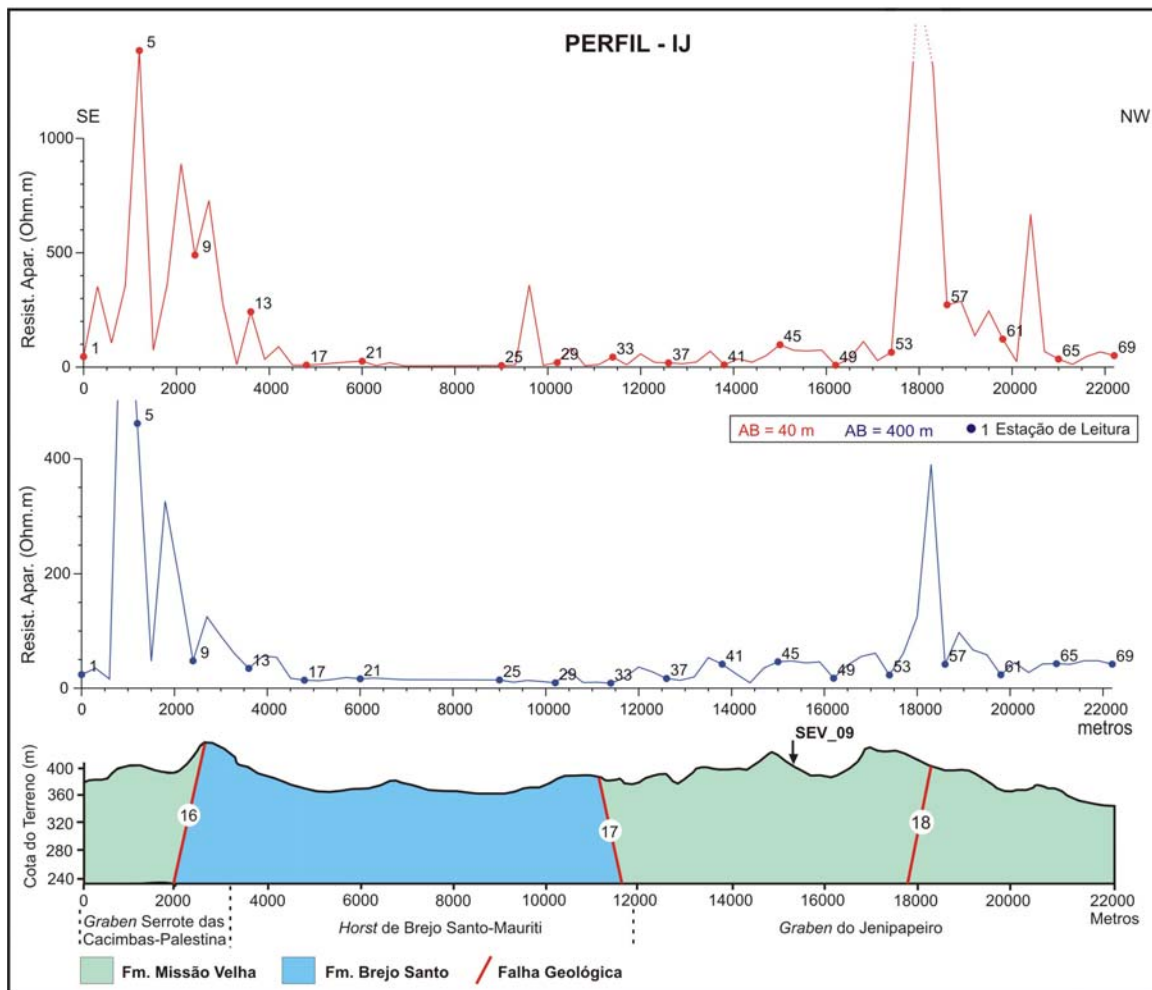 PERFIL - IJ
SE
NW
Resist. Apar. (Ohm.m)
1000
500
0
1
5
9
13
17
21
25
29
33
37
41
45
49
53
57
61
65
69
0 2000 4000 6000 8000 10000 12000 14000 16000 18000 20000 22000
AB = 40 m AB = 400 m 1 Estação de Leitura
Resist. Apar. (Ohm.m)
400
200
0
1
5
9
13
17
21
25
29
33
37
41
45
49
53
57
61
65
69
0 2000 4000 6000 8000 10000 12000 14000 16000 18000 20000 22000
metros
SEV_09
Cota do Terreno (m)
400
360
320
280
240
16
17
18
0 2000 4000 6000 8000 10000 12000 14000 16000 18000 20000 22000
Metros
Graben Serrote das
Cacimbas-Palestina
Horst de Brejo Santo-Mauriti
Graben do Jenipapeiro
Fm. Missão Velha Fm. Brejo Santo Falha Geológica